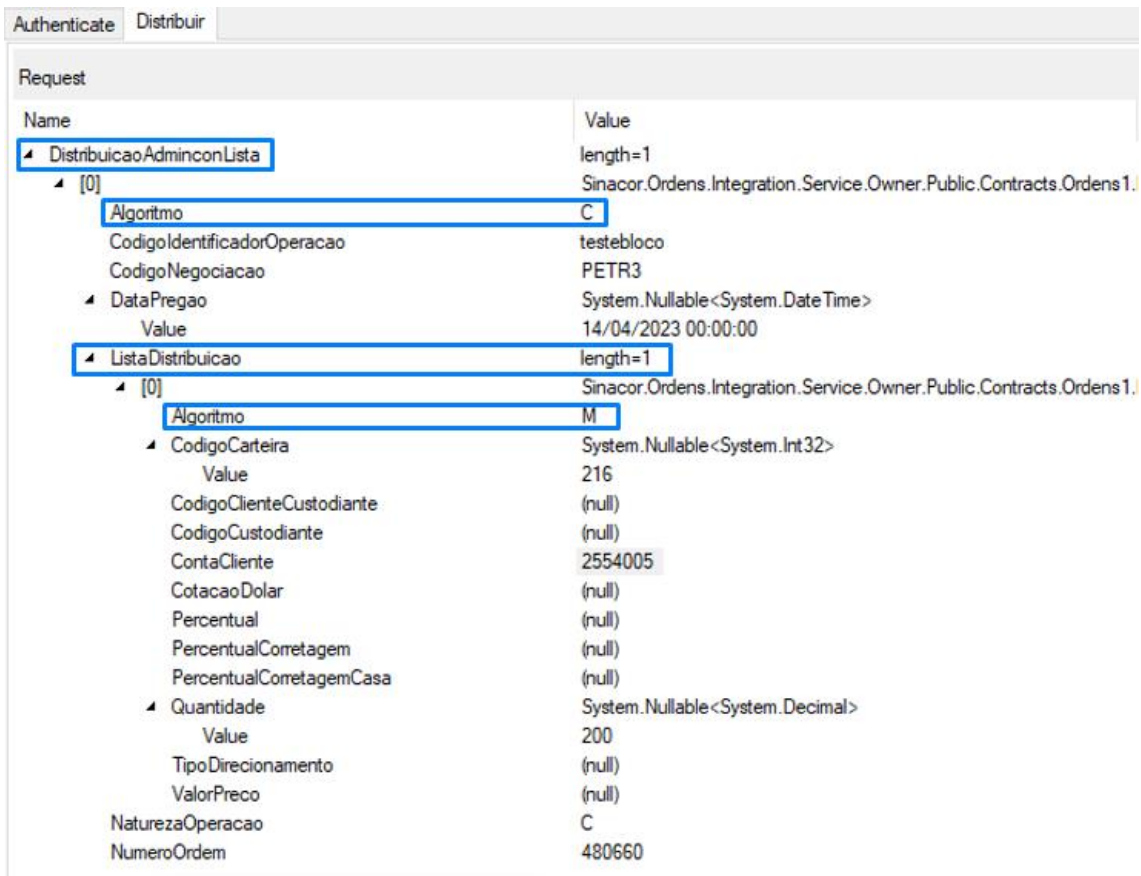 Authenticate Distribuir
Request
Name Value
DistribuicaoAdminconLista length=1
[0] Sinacor.Ordens.Integration.Service.Owner.Public.Contracts.Ordens1.
Algoritmo C
CodigoIdentificadorOperacao testebloco
CodigoNegociacao PETR3
DataPregao System.Nullable<System.DateTime>
Value 14/04/2023 00:00:00
ListaDistribuicao length=1
[0] Sinacor.Ordens.Integration.Service.Owner.Public.Contracts.Ordens1.
Algoritmo M
CodigoCarteira System.Nullable<System.Int32>
Value 216
CodigoClienteCustodiante (null)
CodigoCustodiante (null)
ContaCliente 2554005
CotacaoDolar (null)
Percentual (null)
PercentualCorretagem (null)
PercentualCorretagemCasa (null)
Quantidade System.Nullable<System.Decimal>
Value 200
TipoDirecionamento (null)
ValorPreco (null)
NaturezaOperacao C
NumeroOrdem 480660